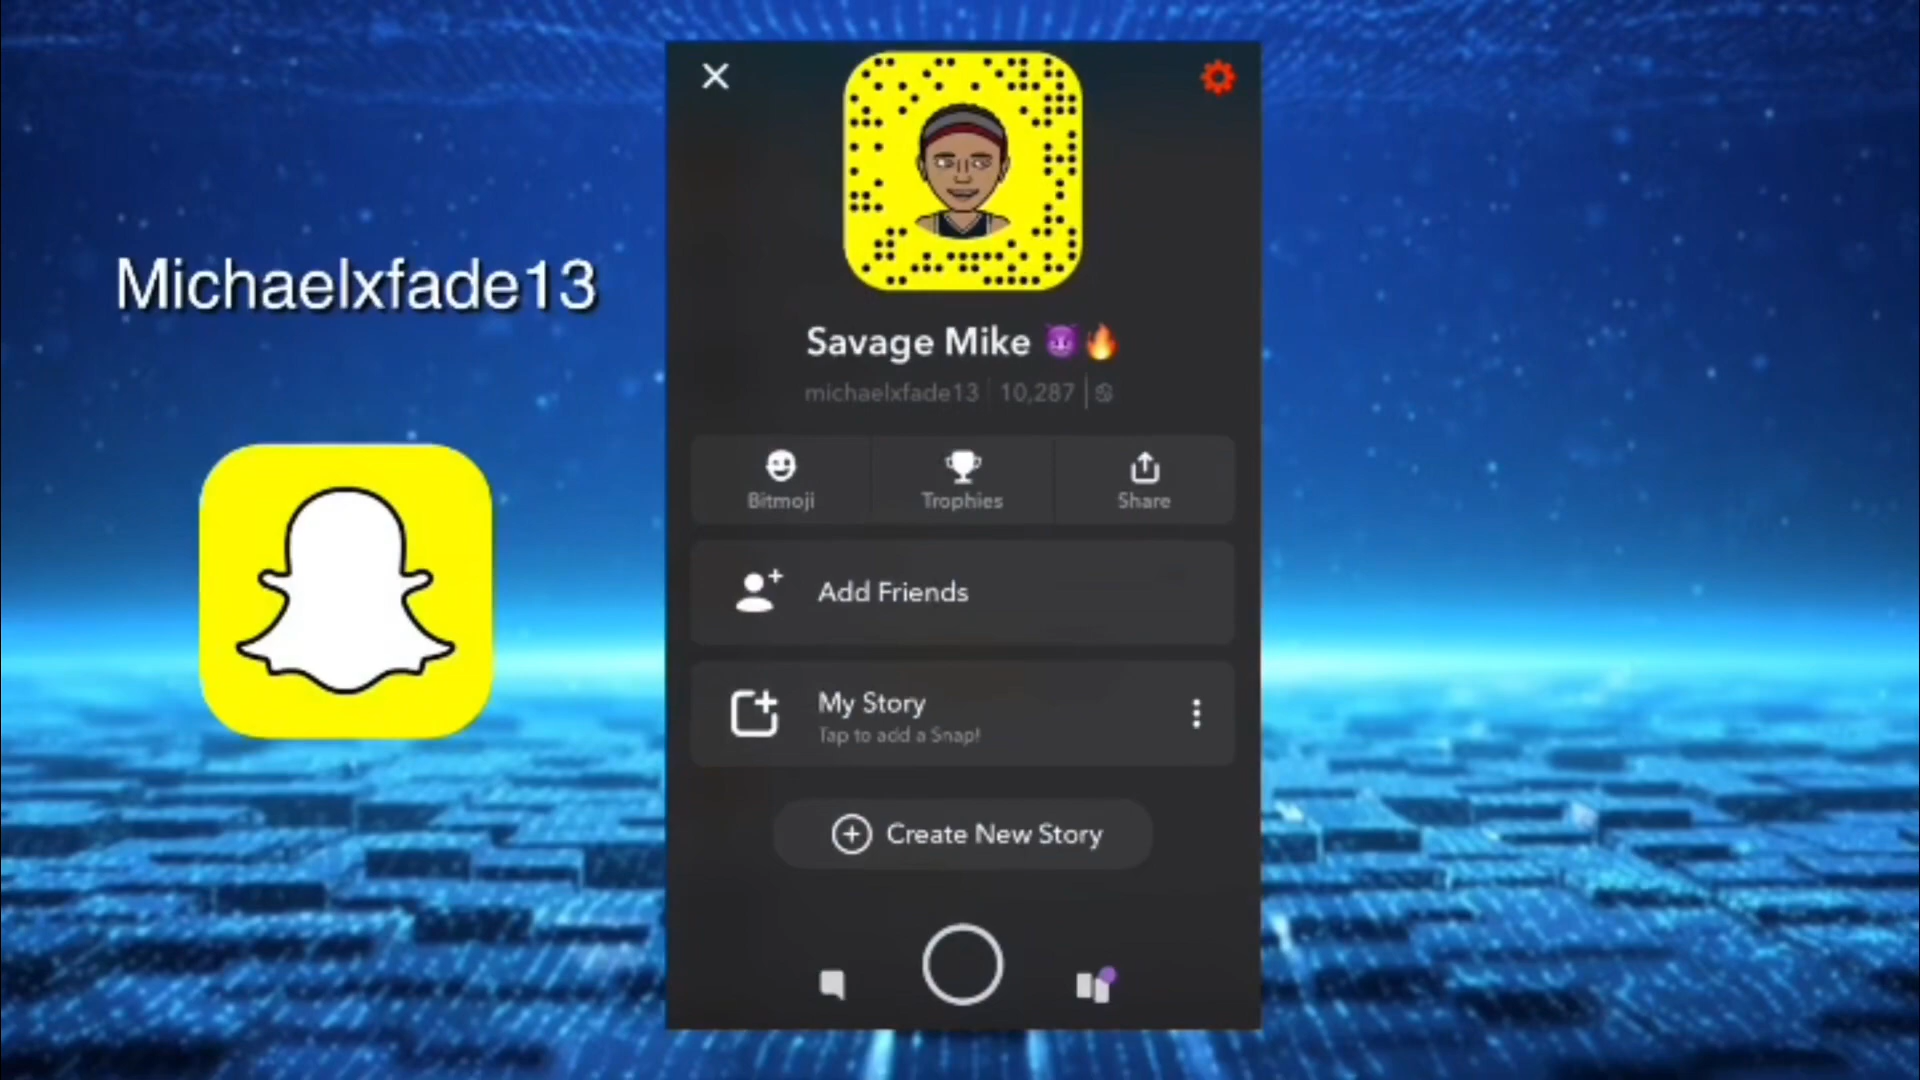 Michaelxfade13
Savage Mike 😈🔥
michaelxfade13 | 10,287 |
Bitmoji
Trophies
Share
Add Friends
My Story
Tap to add a Snap!
Create New Story